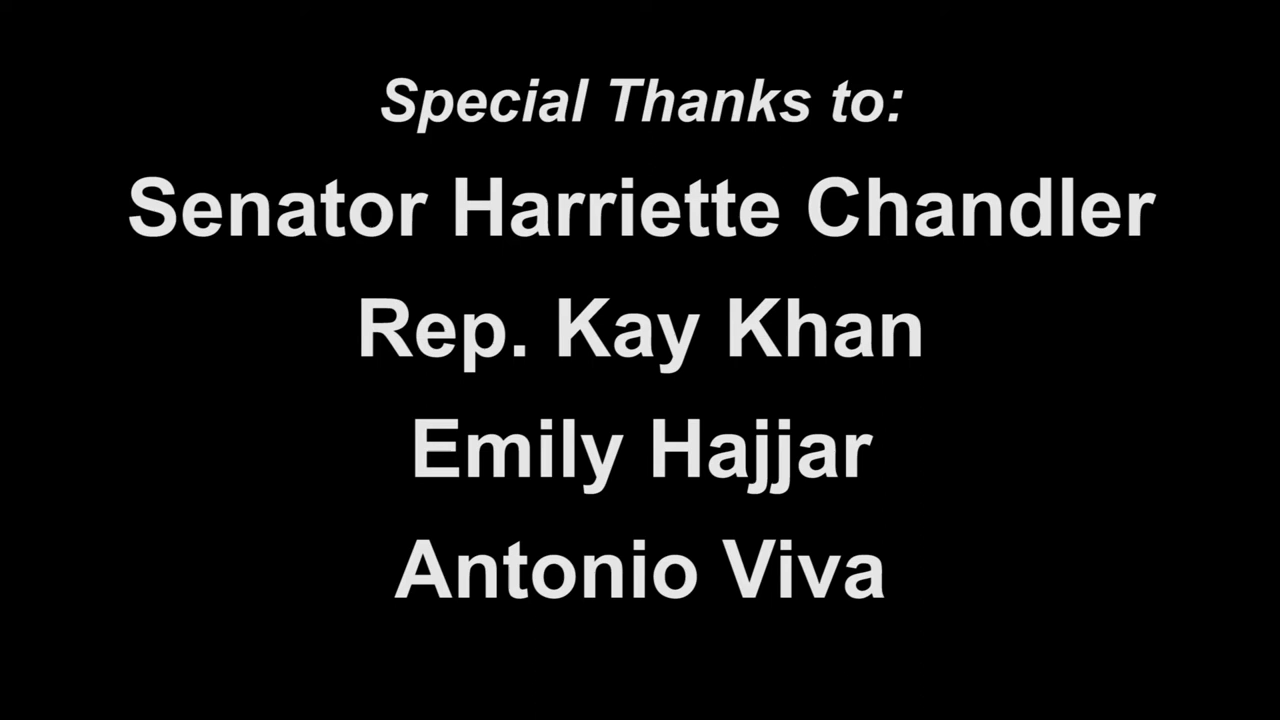 Special Thanks to:
Senator Harriette Chandler
Rep. Kay Khan
Emily Hajjar
Antonio Viva